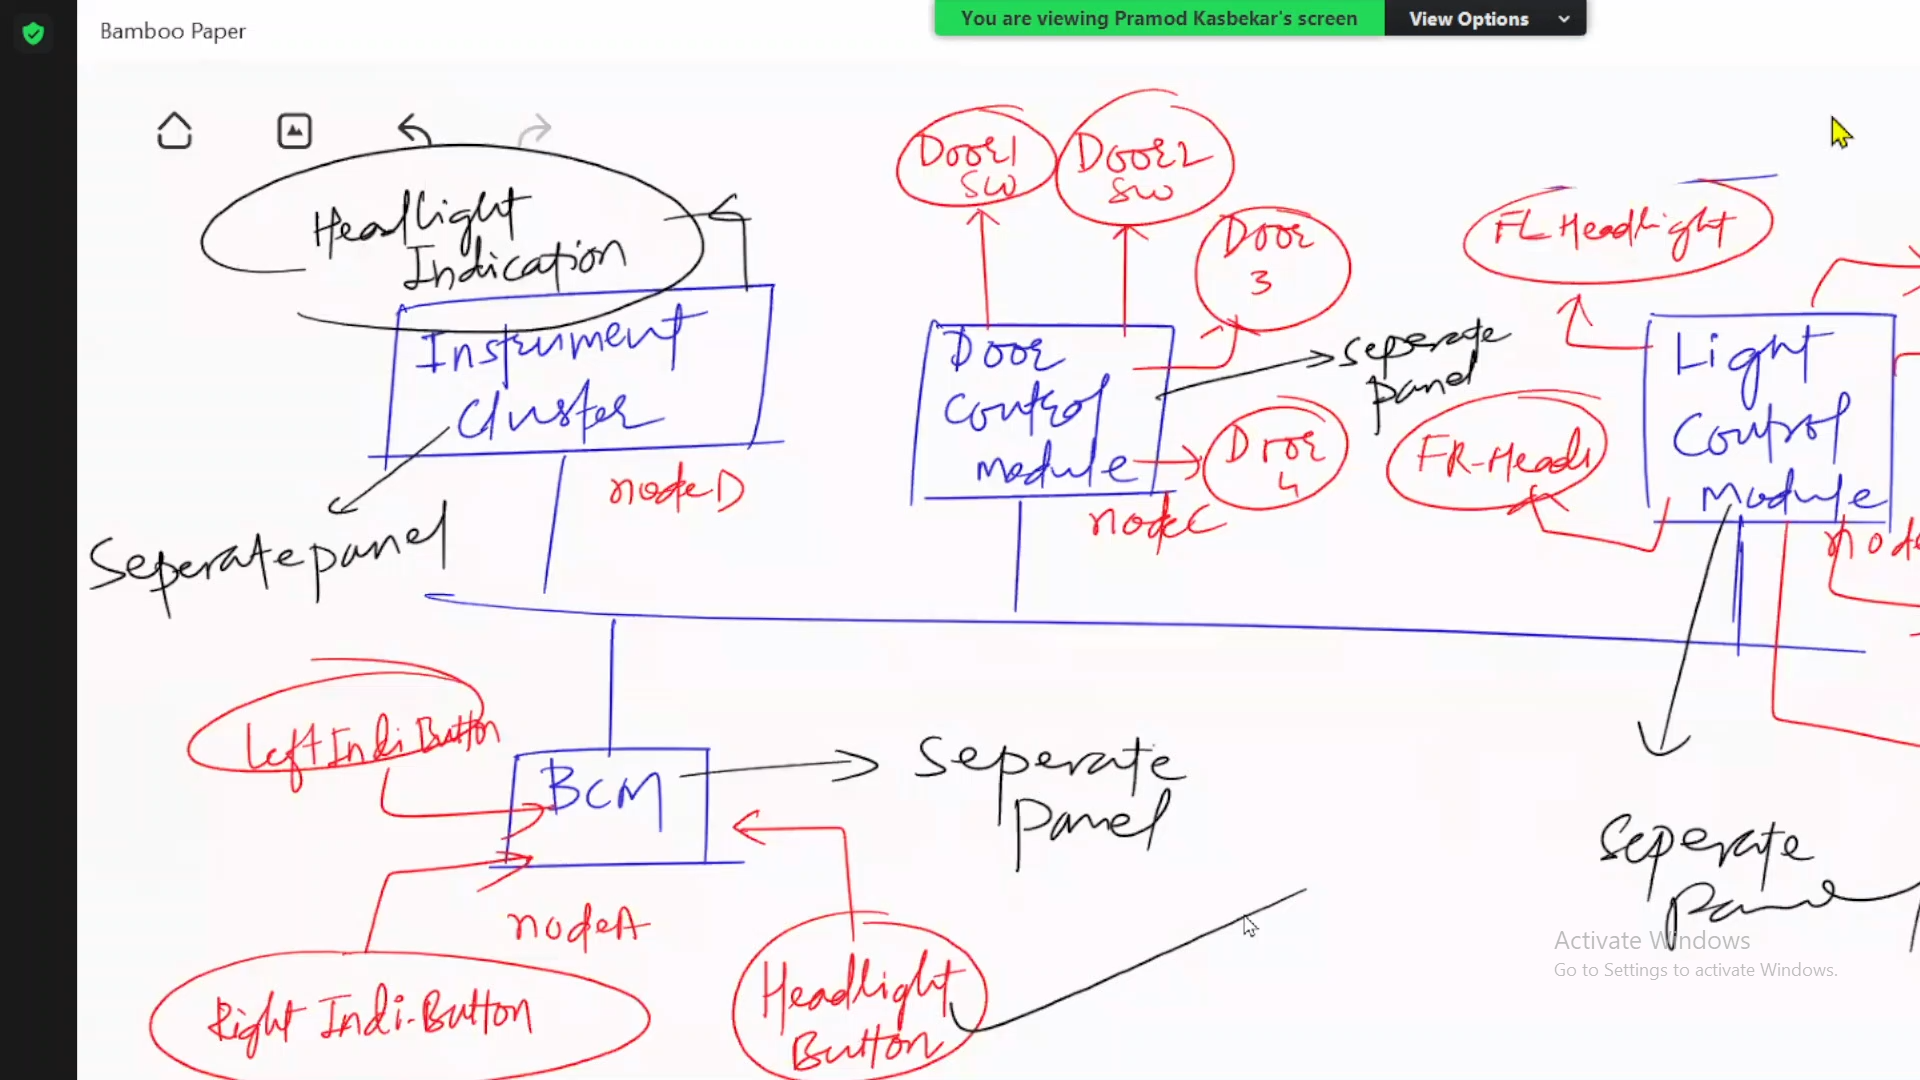 You are viewing Pramod Kasbekar's screen
View Options
Bamboo Paper
Headlight
Indication
Instrument
Cluster
nodeD
Seperate panel
Door1
SW
Door2
SW
Door
3
Door
Control
Module
seperate
panel
Door
4
nodeC
FL Headlight
FR-Headl
Light
Control
Module
node
Left Indi Button
BCM
Seperate
Panel
nodeA
Right Indi-Button
Headlight
Button
Seperate
Panel
Activate Windows
Go to Settings to activate Windows.